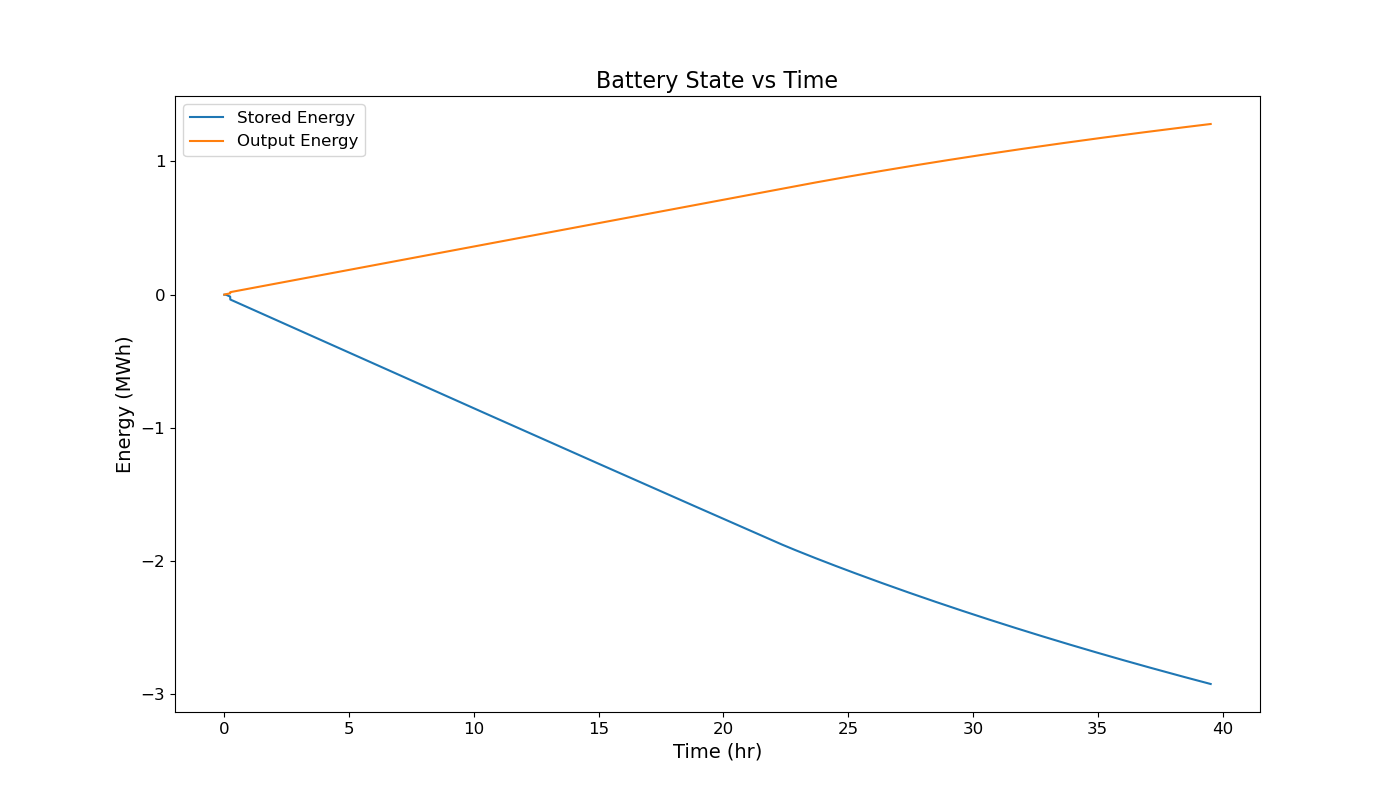 Battery State vs Time
Stored Energy
Output Energy
1
0
−1
−2
−3
Energy (MWh)
0 5 10 15 20 25 30 35 40
Time (hr)